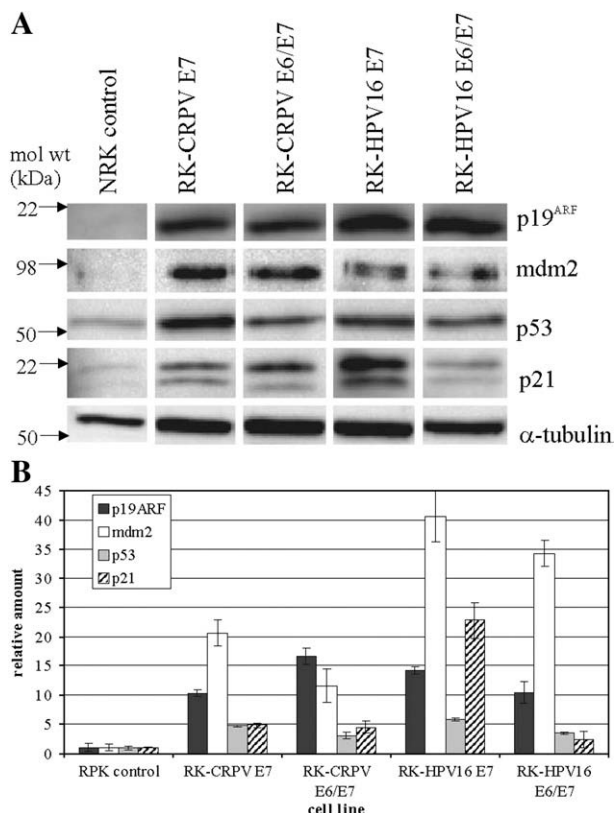 A
NRK control
RK-CRPV E7
RK-CRPV E6/E7
RK-HPV16 E7
RK-HPV16 E6/E7
mol wt
(kDa)
22
p19ARF
98
mdm2
50
p53
22
p21
50
α-tubulin
B
45
40
35
30
25
20
15
10
5
0
relative amount
p19ARF
mdm2
p53
p21
RPK control
RK-CRPV E7
RK-CRPV
E6/E7
RK-HPV16 E7
RK-HPV16
E6/E7
cell line